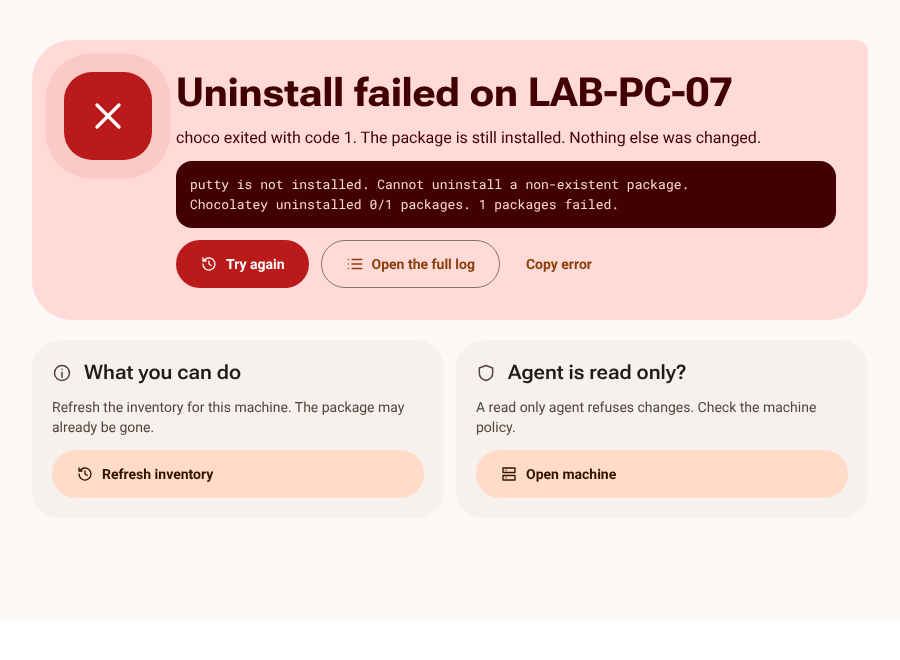 Uninstall failed on LAB-PC-07
choco exited with code 1. The package is still installed. Nothing else was changed.
putty is not installed. Cannot uninstall a non-existent package.
Chocolatey uninstalled 0/1 packages. 1 packages failed.
Try again
Open the full log
Copy error
What you can do
Refresh the inventory for this machine. The package may
already be gone.
Refresh inventory
Agent is read only?
A read only agent refuses changes. Check the machine
policy.
Open machine